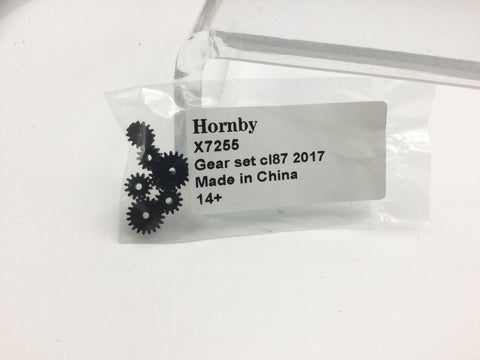 Hornby
X7255
Gear set cl87 2017
Made in China
14+